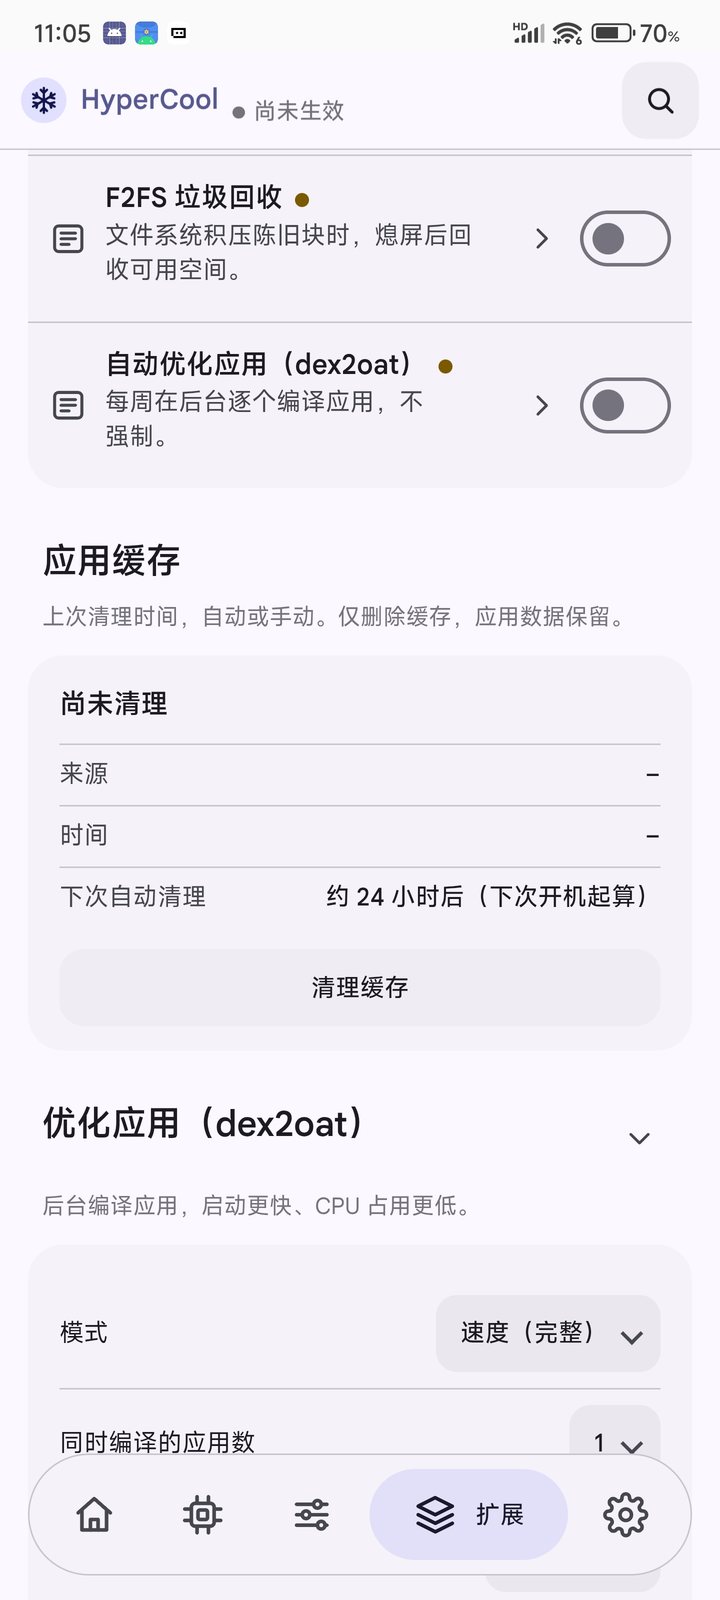 11:05 HD 6 70%
HyperCool 尚未生效
F2FS 垃圾回收
文件系统积压陈旧块时，熄屏后回
收可用空间。
自动优化应用（dex2oat）
每周在后台逐个编译应用，不
强制。
应用缓存
上次清理时间，自动或手动。仅删除缓存，应用数据保留。
尚未清理
来源 –
时间 –
下次自动清理 约 24 小时后（下次开机起算）
清理缓存
优化应用（dex2oat）
后台编译应用，启动更快、CPU 占用更低。
模式 速度（完整）
同时编译的应用数 1
扩展